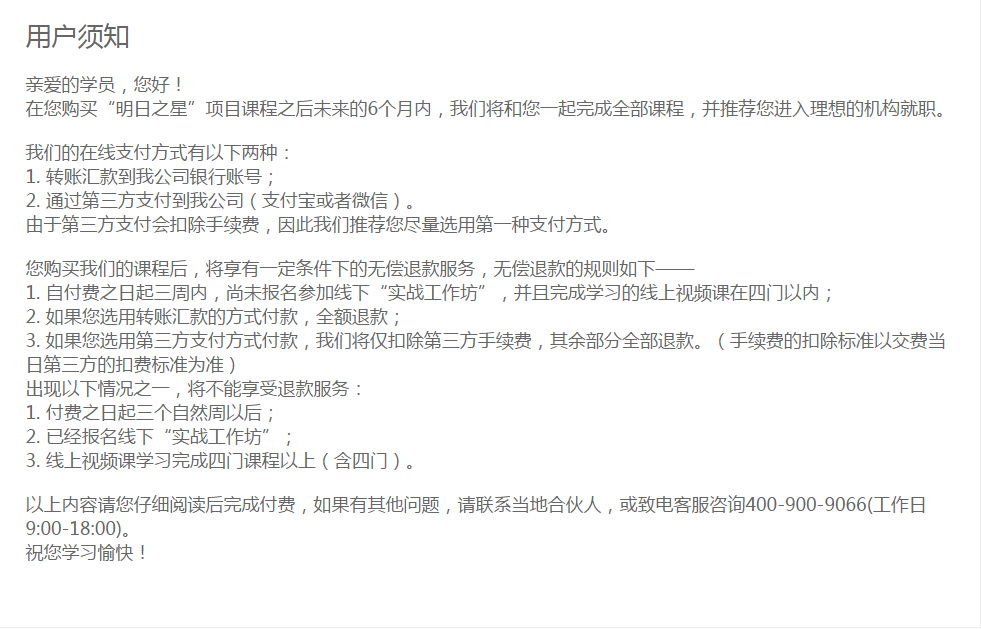 用户须知
亲爱的学员，您好！
在您购买“明日之星”项目课程之后未来的6个月内，我们将和您一起完成全部课程，并推荐您进入理想的机构就职。
我们的在线支付方式有以下两种：
1. 转账汇款到我公司银行账号；
2. 通过第三方支付到我公司（支付宝或者微信）。
由于第三方支付会扣除手续费，因此我们推荐您尽量选用第一种支付方式。
您购买我们的课程后，将享有一定条件下的无偿退款服务，无偿退款的规则如下——
1. 自付费之日起三周内，尚未报名参加线下“实战工作坊”，并且完成学习的线上视频课在四门以内；
2. 如果您选用转账汇款的方式付款，全额退款；
3. 如果您选用第三方支付方式付款，我们将仅扣除第三方手续费，其余部分全部退款。（手续费的扣除标准以交费当
日第三方的扣费标准为准）
出现以下情况之一，将不能享受退款服务：
1. 付费之日起三个自然周以后；
2. 已经报名线下“实战工作坊”；
3. 线上视频课学习完成四门课程以上（含四门）。
以上内容请您仔细阅读后完成付费，如果有其他问题，请联系当地合伙人，或致电客服咨询400-900-9066(工作日
9:00-18:00)。
祝您学习愉快！